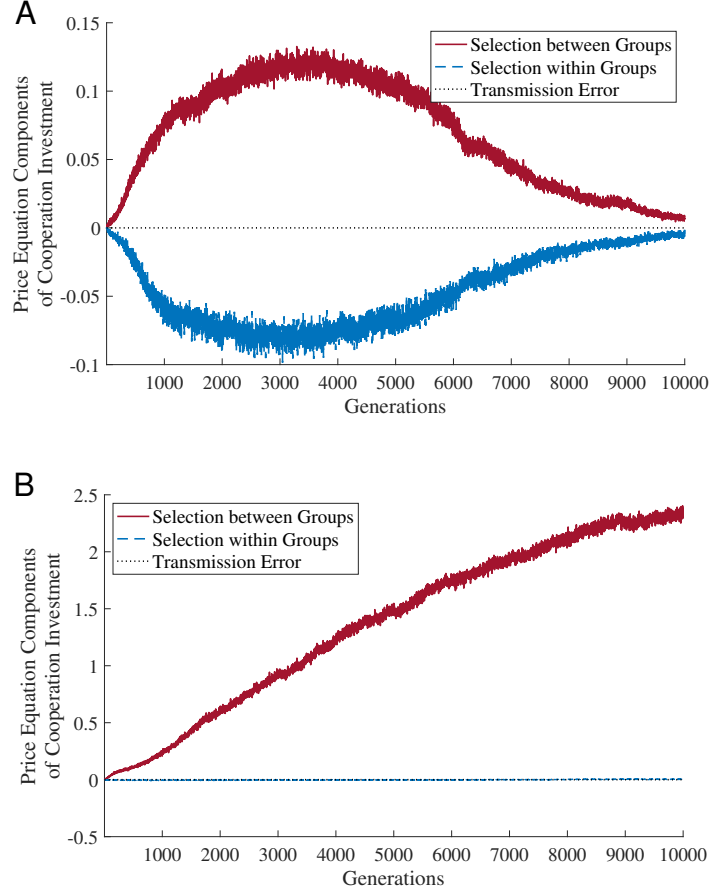 A
Price Equation Components
of Cooperation Investment
0.15
0.1
0.05
0
-0.05
-0.1
Selection between Groups
Selection within Groups
Transmission Error
1000 2000 3000 4000 5000 6000 7000 8000 9000 10000
Generations
B
Price Equation Components
of Cooperation Investment
2.5
2
1.5
1
0.5
0
-0.5
Selection between Groups
Selection within Groups
Transmission Error
1000 2000 3000 4000 5000 6000 7000 8000 9000 10000
Generations